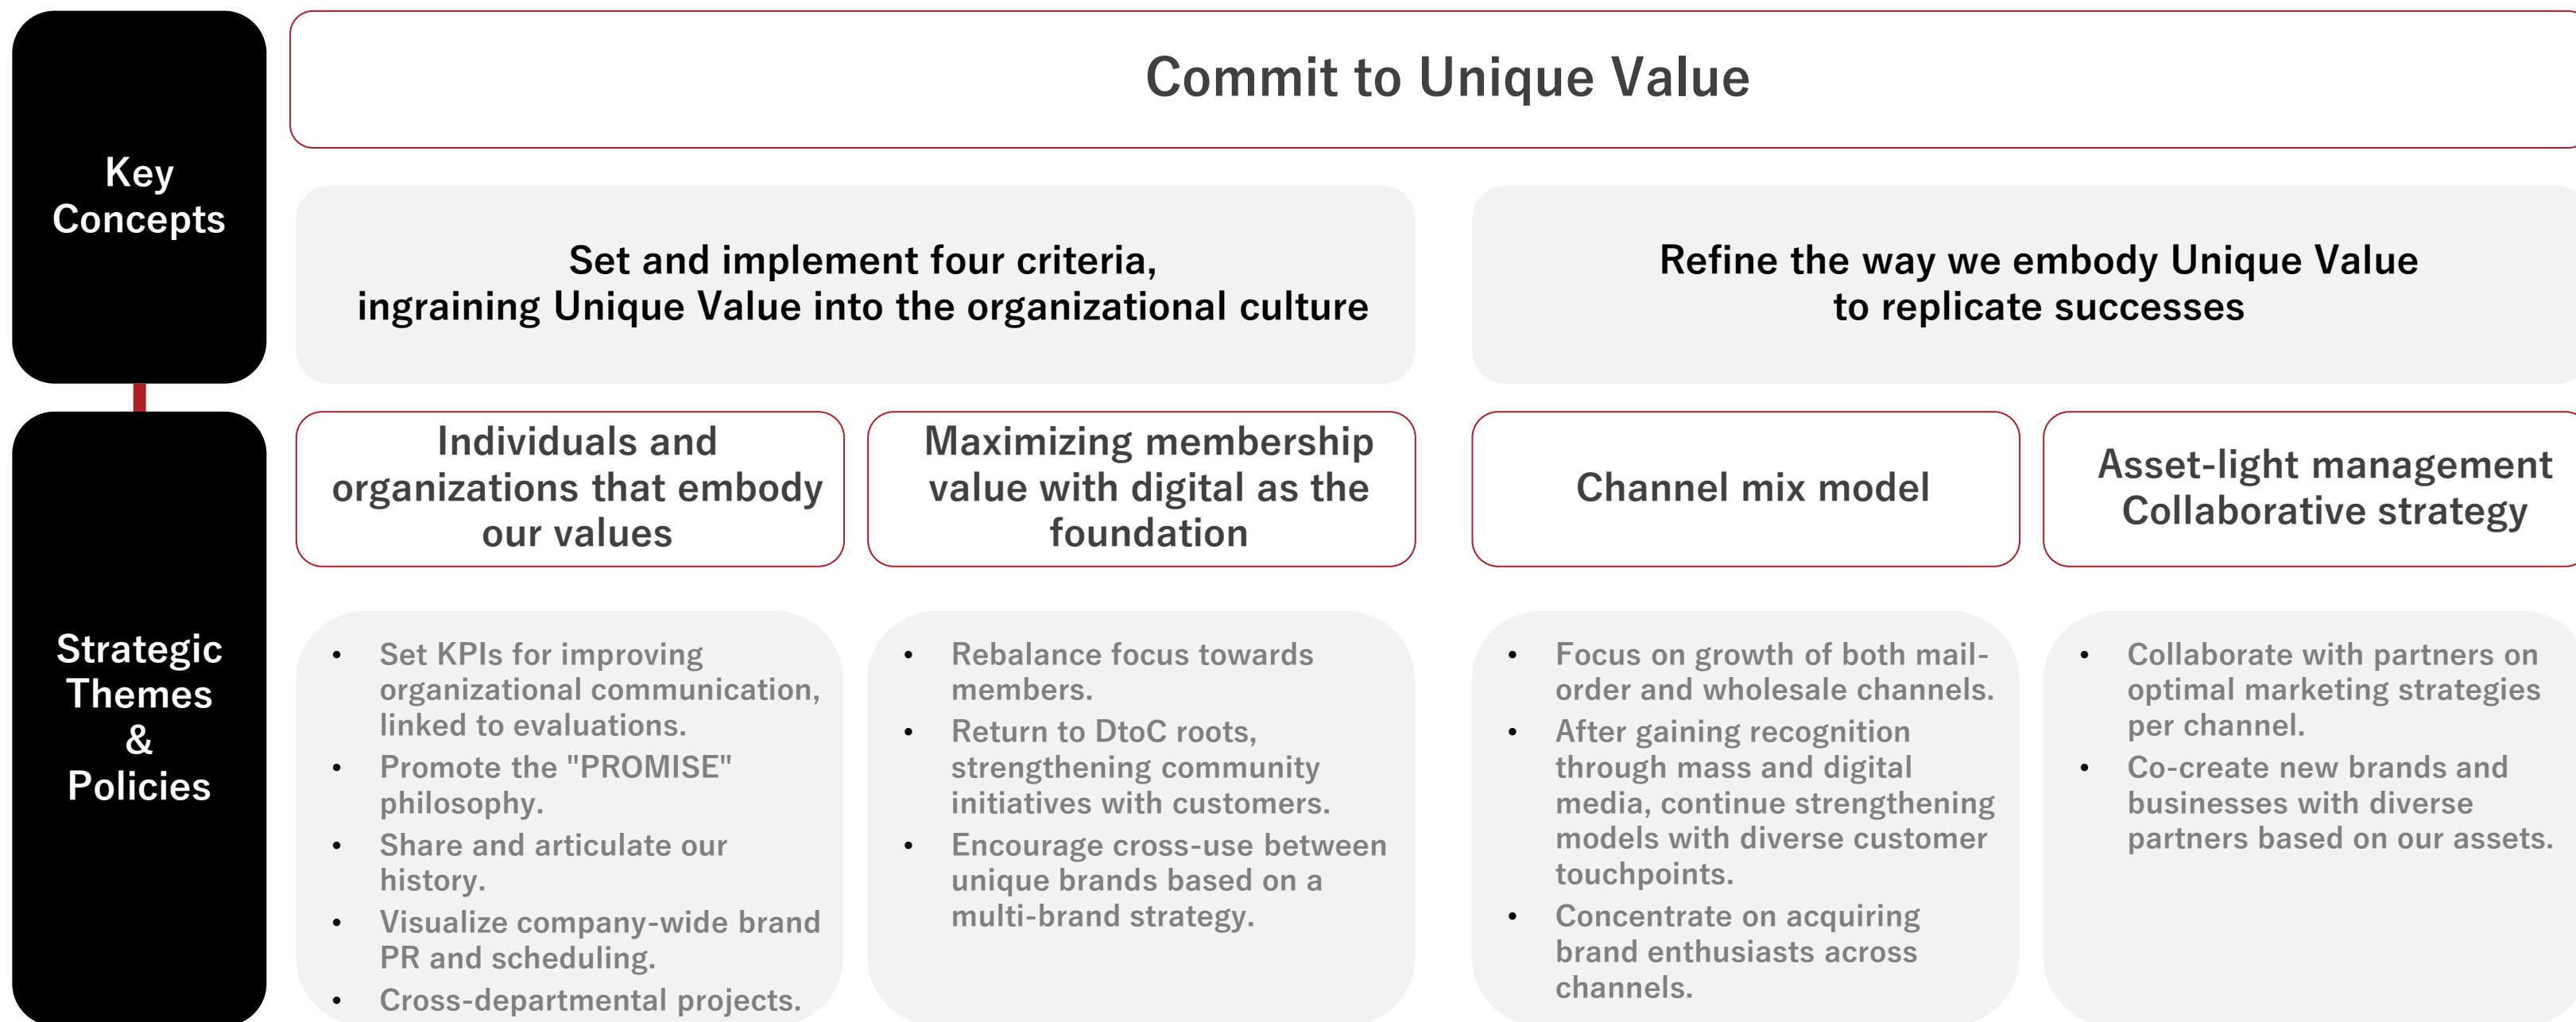 Key
Concepts
Commit to Unique Value
Set and implement four criteria,
ingraining Unique Value into the organizational culture
Refine the way we embody Unique Value
to replicate successes
Strategic
Themes
&
Policies
Individuals and
organizations that embody
our values
Maximizing membership
value with digital as the
foundation
Channel mix model
Asset-light management
Collaborative strategy
• Set KPIs for improving
organizational communication,
linked to evaluations.
• Promote the "PROMISE"
philosophy.
• Share and articulate our
history.
• Visualize company-wide brand
PR and scheduling.
• Cross-departmental projects.
• Rebalance focus towards
members.
• Return to DtoC roots,
strengthening community
initiatives with customers.
• Encourage cross-use between
unique brands based on a
multi-brand strategy.
• Focus on growth of both mail-
order and wholesale channels.
• After gaining recognition
through mass and digital
media, continue strengthening
models with diverse customer
touchpoints.
• Concentrate on acquiring
brand enthusiasts across
channels.
• Collaborate with partners on
optimal marketing strategies
per channel.
• Co-create new brands and
businesses with diverse
partners based on our assets.